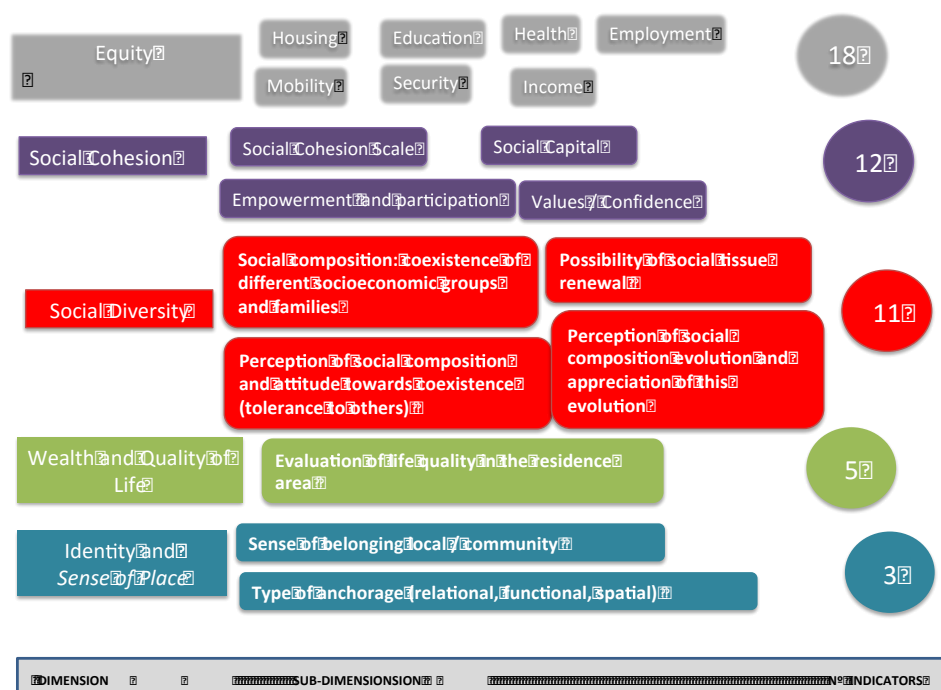 Equity
Housing
Education
Health
Employment
18
Mobility
Security
Income
Social Cohesion
Social Cohesion Scale
Social Capital
12
Empowerment and participation
Values / Confidence
Social Diversity
Social composition: coexistence of
different socioeconomic groups
and families
Possibility of social tissue
renewal
11
Perception of social composition
and attitude towards coexistence
(tolerance to others)
Perception of social
composition evolution and
appreciation of this
evolution
Wealth and Quality of
Life
Evaluation of life quality in the residence
area
5
Identity and
Sense of Place
Sense of belonging local / community
Type of anchorage (relational, functional, spatial)
3
DIMENSION SUB-DIMENSIONSION Nº INDICATORS